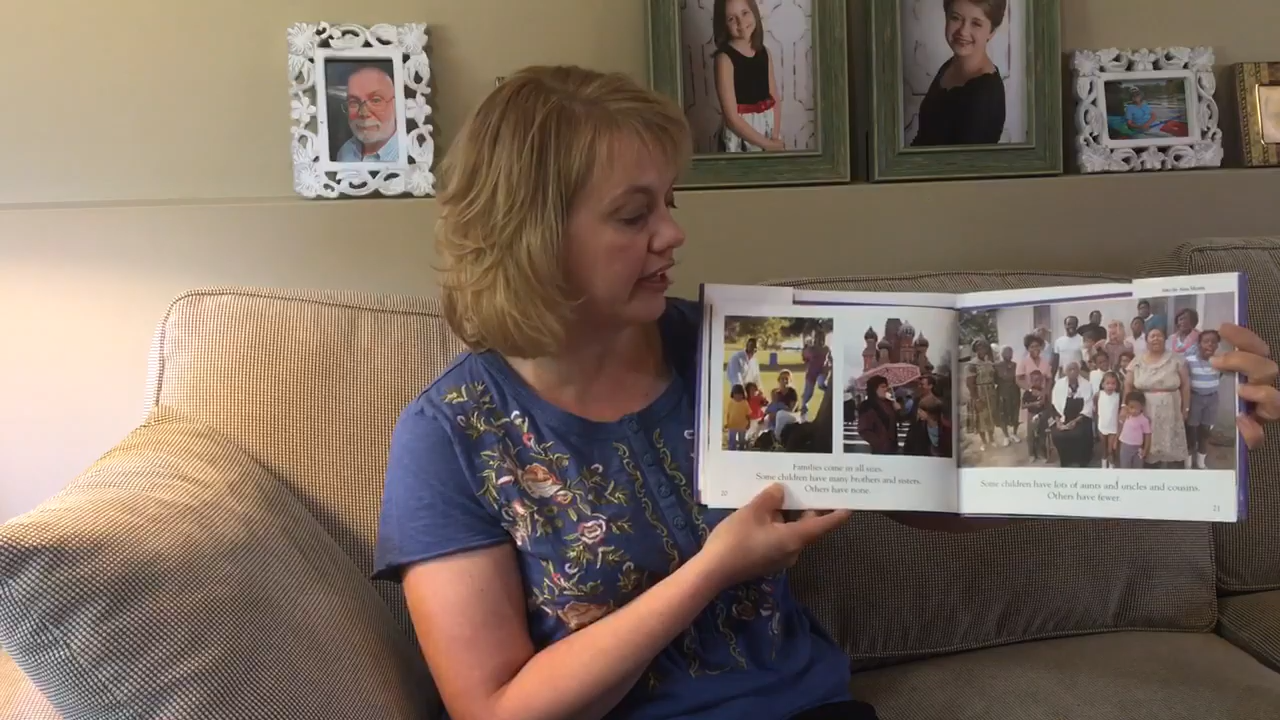 Families come in all sizes.
Some children have many brothers and sisters.
Others have none.
20
Some children have lots of aunts and uncles and cousins.
Others have fewer.
21